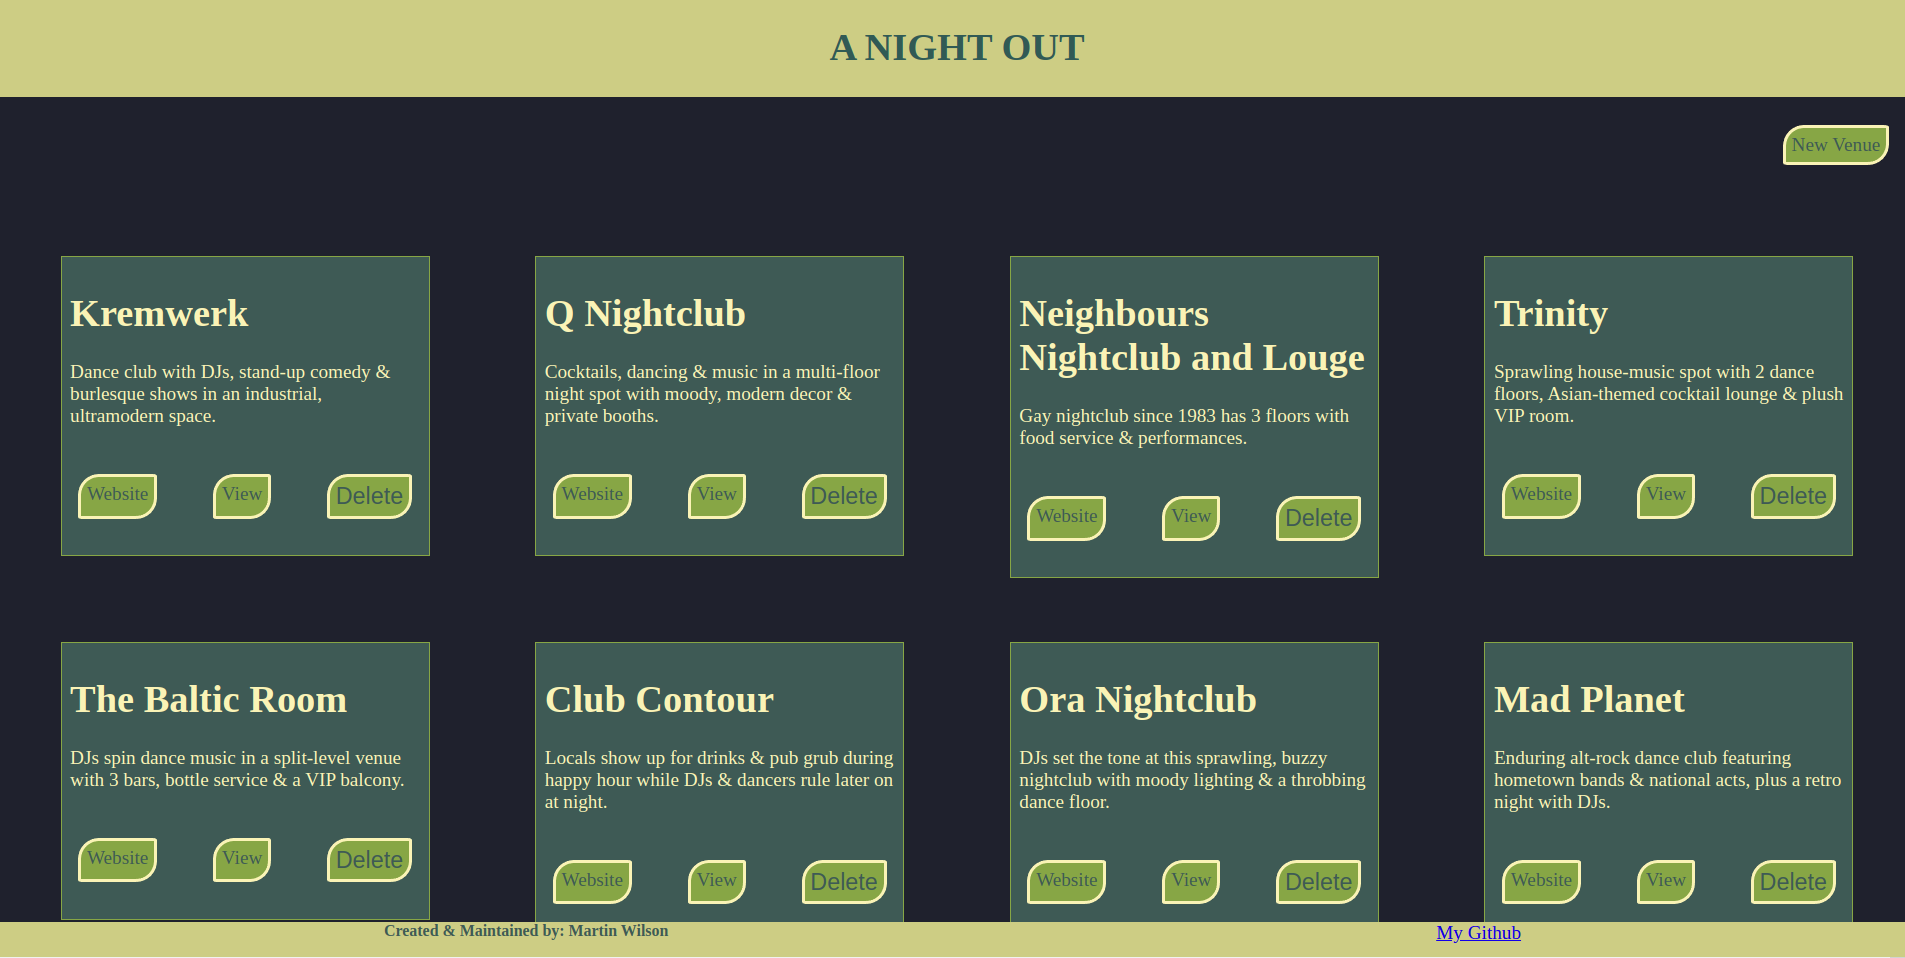 A NIGHT OUT
New Venue
Kremwerk
Dance club with DJs, stand-up comedy &
burlesque shows in an industrial,
ultramodern space.
Website View Delete
Q Nightclub
Cocktails, dancing & music in a multi-floor
night spot with moody, modern decor &
private booths.
Website View Delete
Neighbours
Nightclub and Louge
Gay nightclub since 1983 has 3 floors with
food service & performances.
Website View Delete
Trinity
Sprawling house-music spot with 2 dance
floors, Asian-themed cocktail lounge & plush
VIP room.
Website View Delete
The Baltic Room
DJs spin dance music in a split-level venue
with 3 bars, bottle service & a VIP balcony.
Website View Delete
Club Contour
Locals show up for drinks & pub grub during
happy hour while DJs & dancers rule later on
at night.
Website View Delete
Ora Nightclub
DJs set the tone at this sprawling, buzzy
nightclub with moody lighting & a throbbing
dance floor.
Website View Delete
Mad Planet
Enduring alt-rock dance club featuring
hometown bands & national acts, plus a retro
night with DJs.
Website View Delete
Created & Maintained by: Martin Wilson
My Github